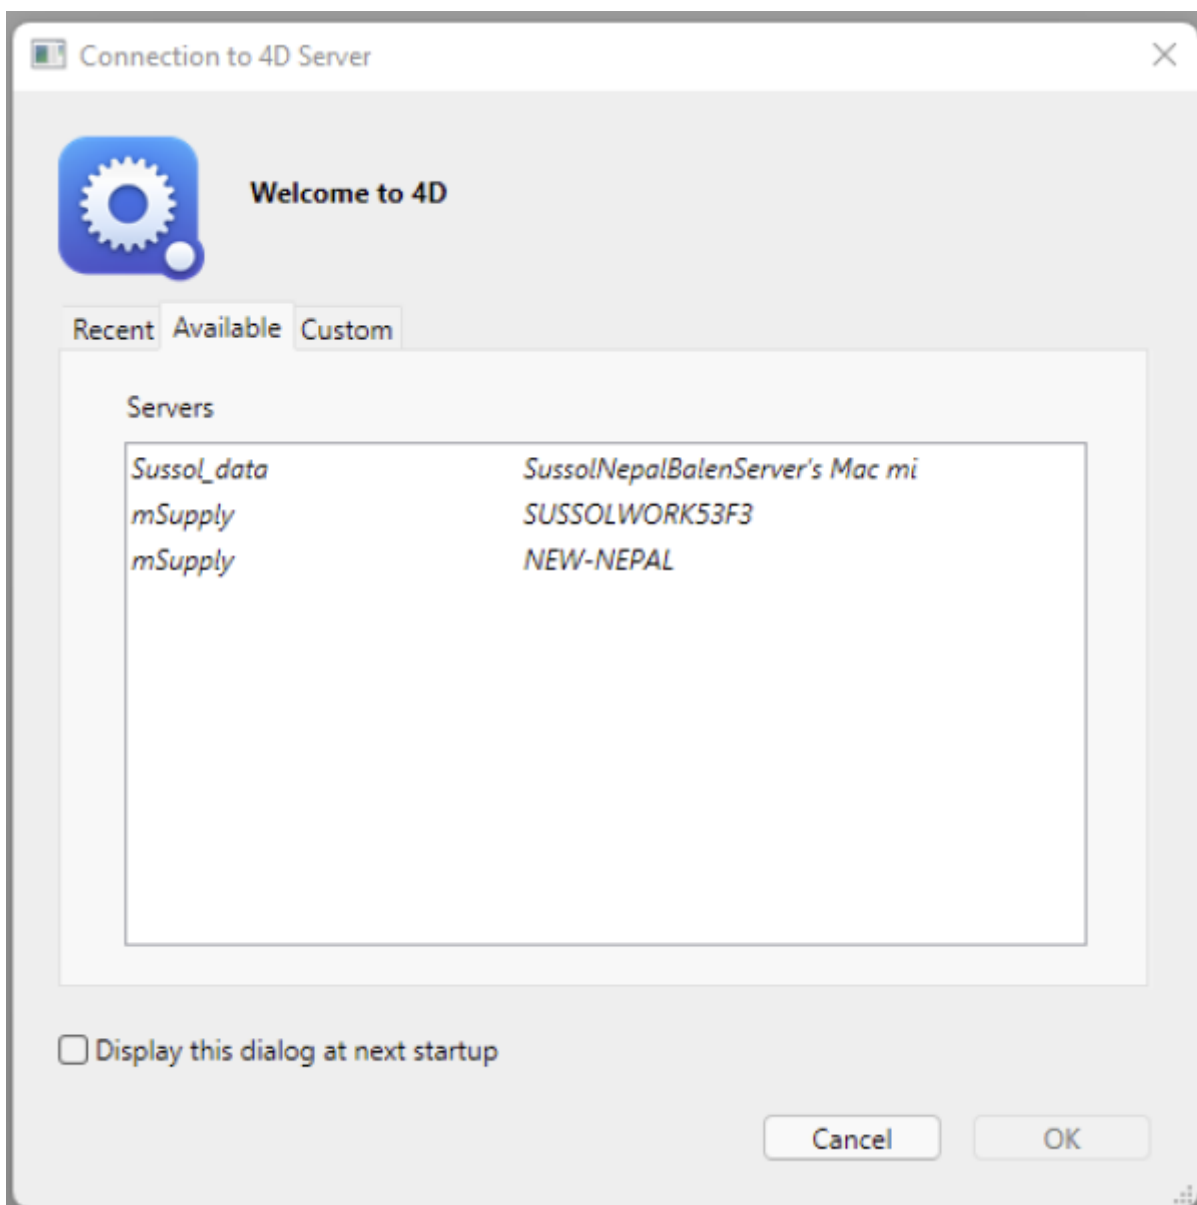 Connection to 4D Server
Welcome to 4D
Recent Available Custom
Servers
Sussol_data SussolNepalBalenServer's Mac mi
mSupply SUSSOLWORK53F3
mSupply NEW-NEPAL
Display this dialog at next startup
Cancel OK